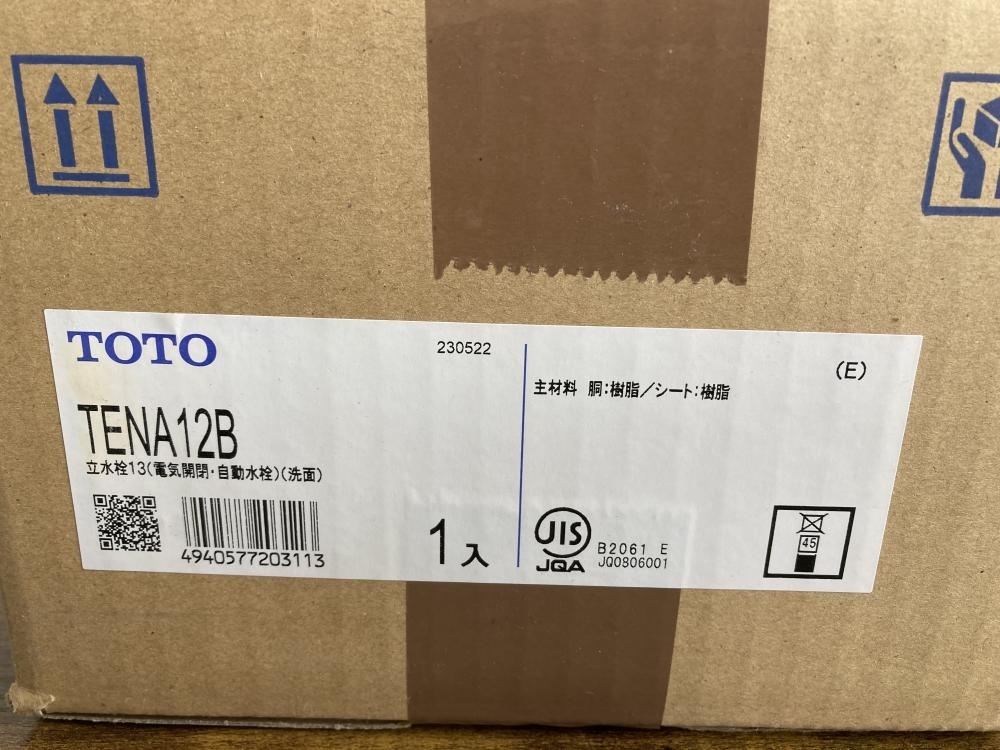 TOTO
230522
TENA12B
立水栓13(電気開閉・自動水栓)(洗面)
4940577203113
1入
(E)
主材料 胴:樹脂/シート:樹脂
JIS
JQA
B2061 E
JQ0806001
45